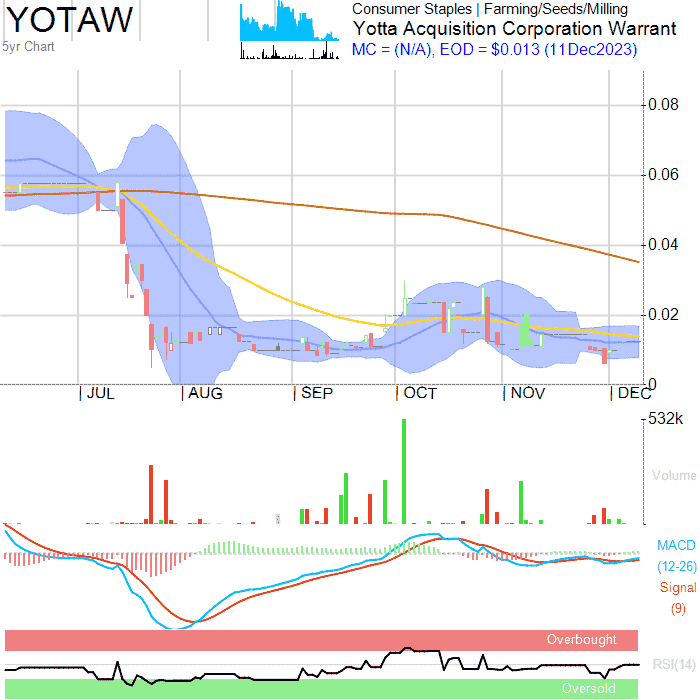 YOTAW
5yr Chart
Consumer Staples | Farming/Seeds/Milling
Yotta Acquisition Corporation Warrant
MC = (N/A), EOD = $0.013 (11Dec2023)
0.08
0.06
0.04
0.02
0
| JUL | AUG | SEP | OCT | NOV | DEC
532k
Volume
MACD
(12-26)
Signal
(9)
Overbought
RSI(14)
Oversold